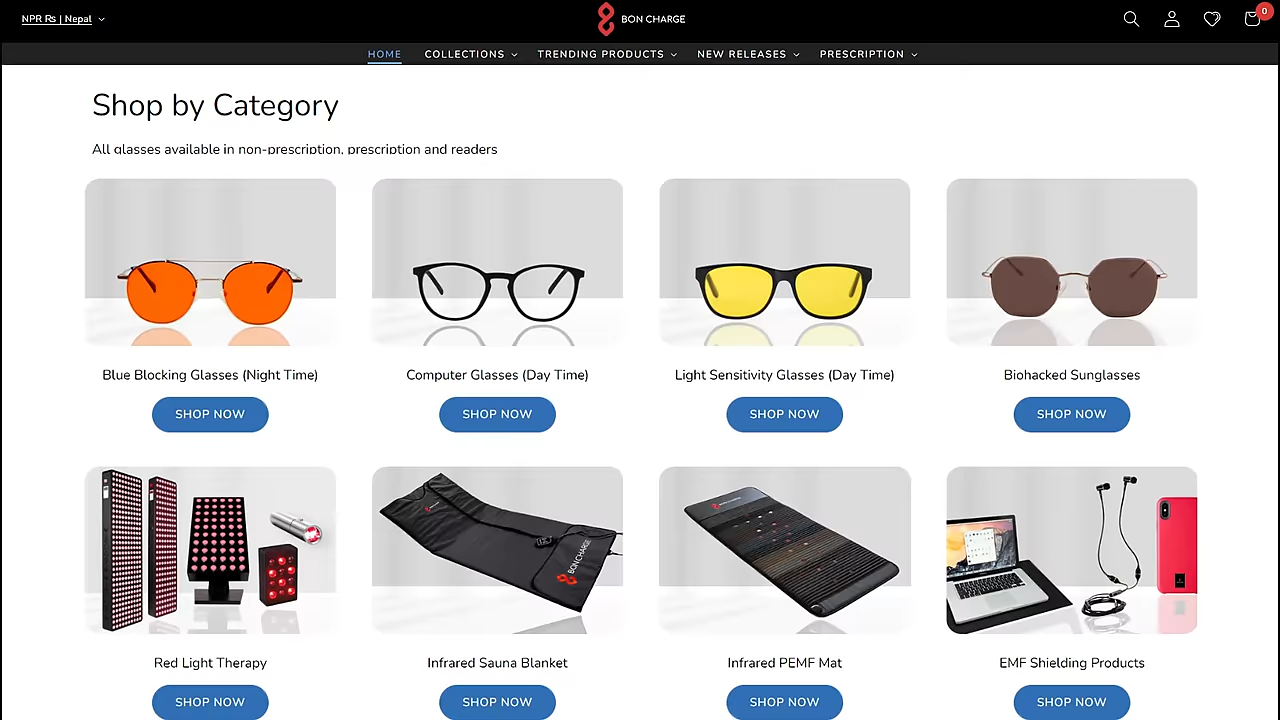 NPR Rs | Nepal
BON CHARGE
0
HOME COLLECTIONS TRENDING PRODUCTS NEW RELEASES PRESCRIPTION
Shop by Category
All glasses available in non-prescription, prescription and readers
Blue Blocking Glasses (Night Time)
Computer Glasses (Day Time)
Light Sensitivity Glasses (Day Time)
Biohacked Sunglasses
SHOP NOW
SHOP NOW
SHOP NOW
SHOP NOW
BON CHARGE
Red Light Therapy
Infrared Sauna Blanket
Infrared PEMF Mat
EMF Shielding Products
SHOP NOW
SHOP NOW
SHOP NOW
SHOP NOW